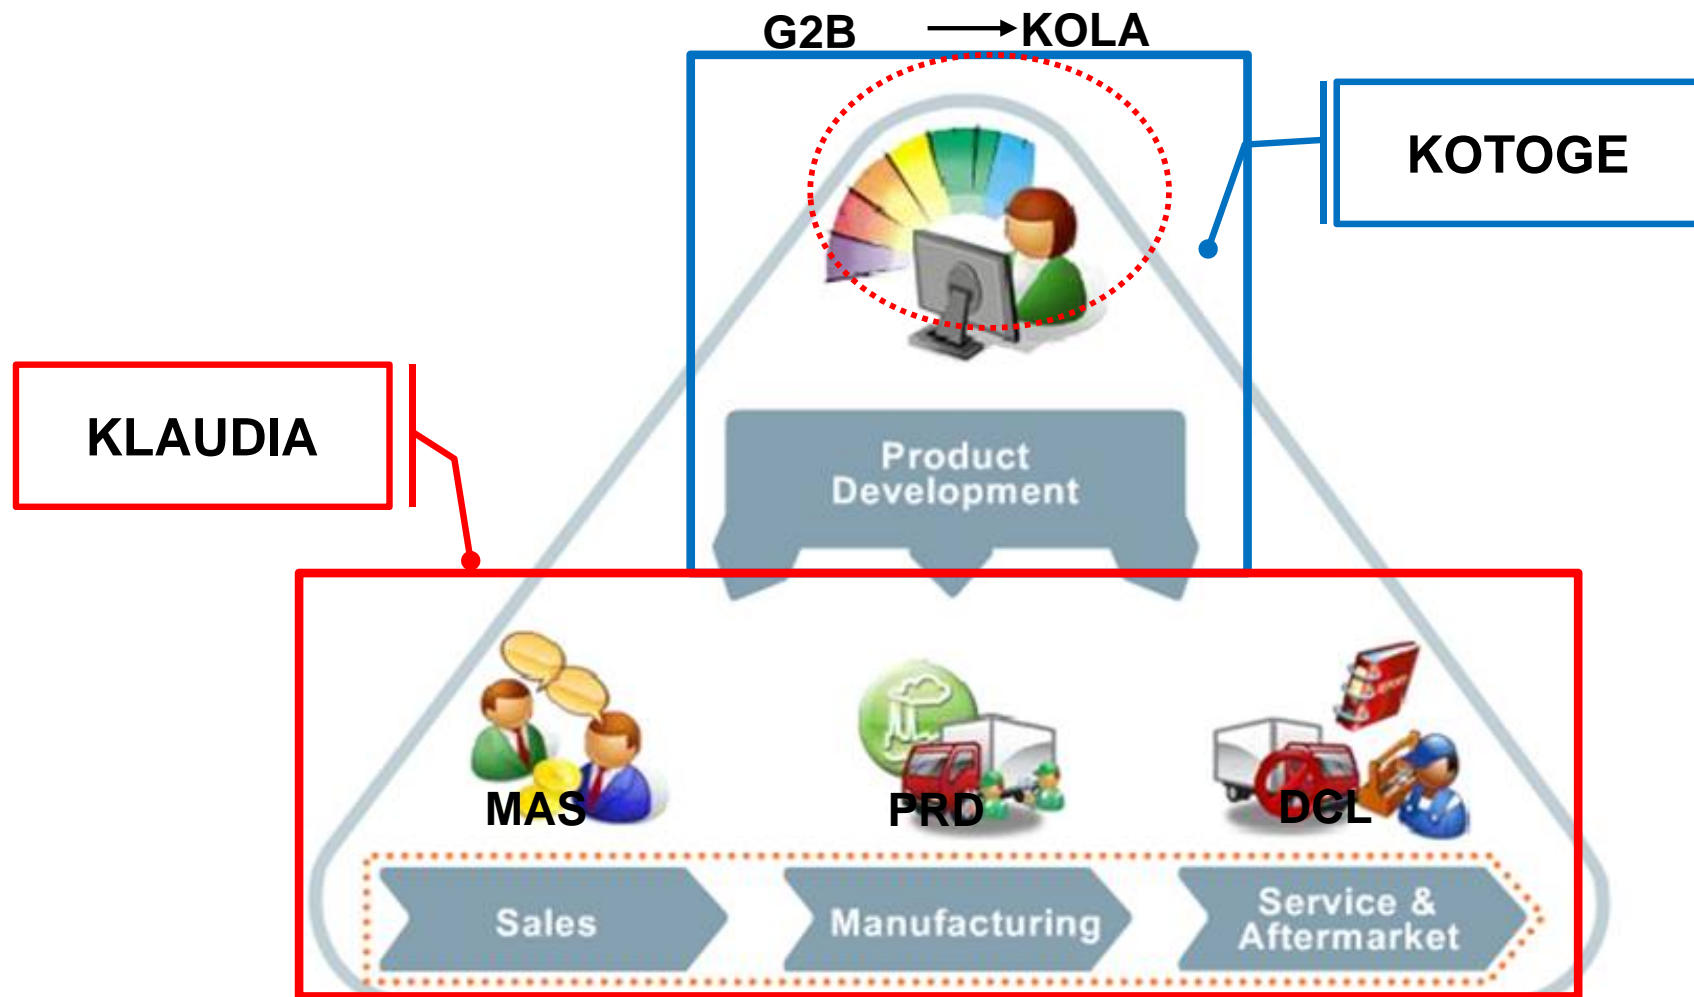 G2B → KOLA
KOTOGE
KLAUDIA
Product
Development
MAS
PRD
DCL
Sales
Manufacturing
Service &
Aftermarket